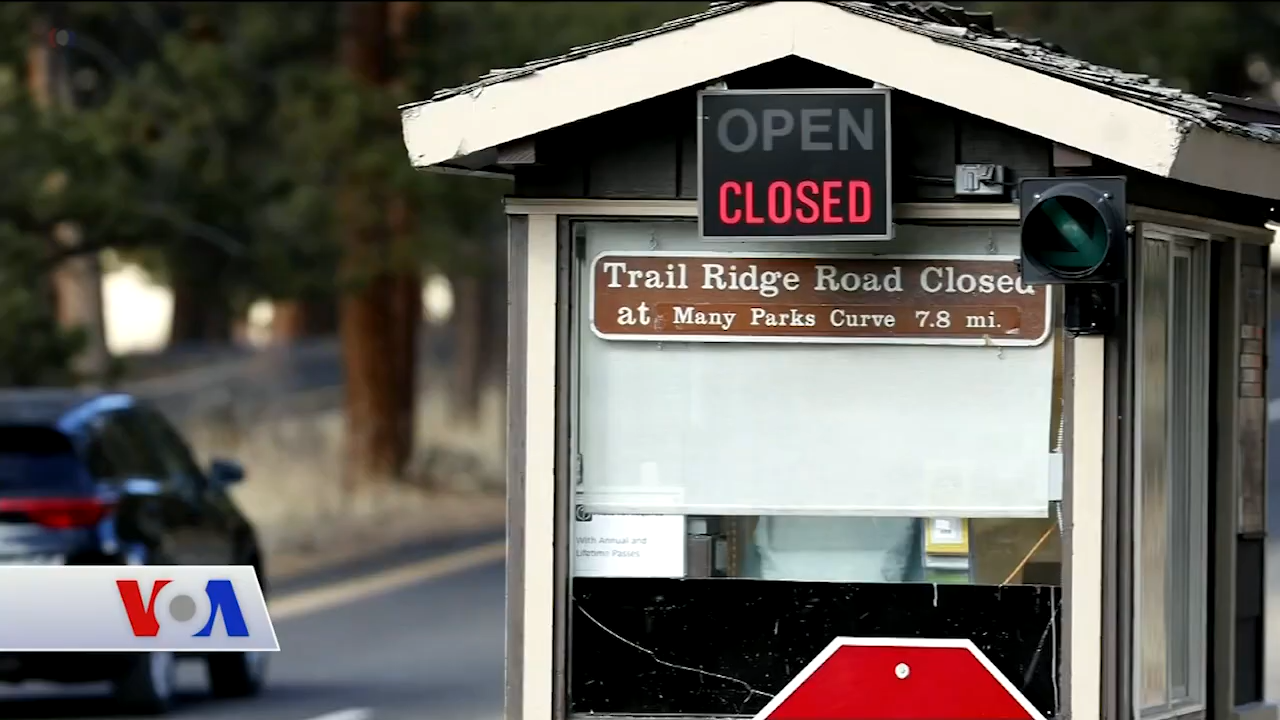 OPEN
CLOSED
Trail Ridge Road Closed
at Many Parks Curve 7.8 mi.
With Annual and
Lifetime Passes
VOA